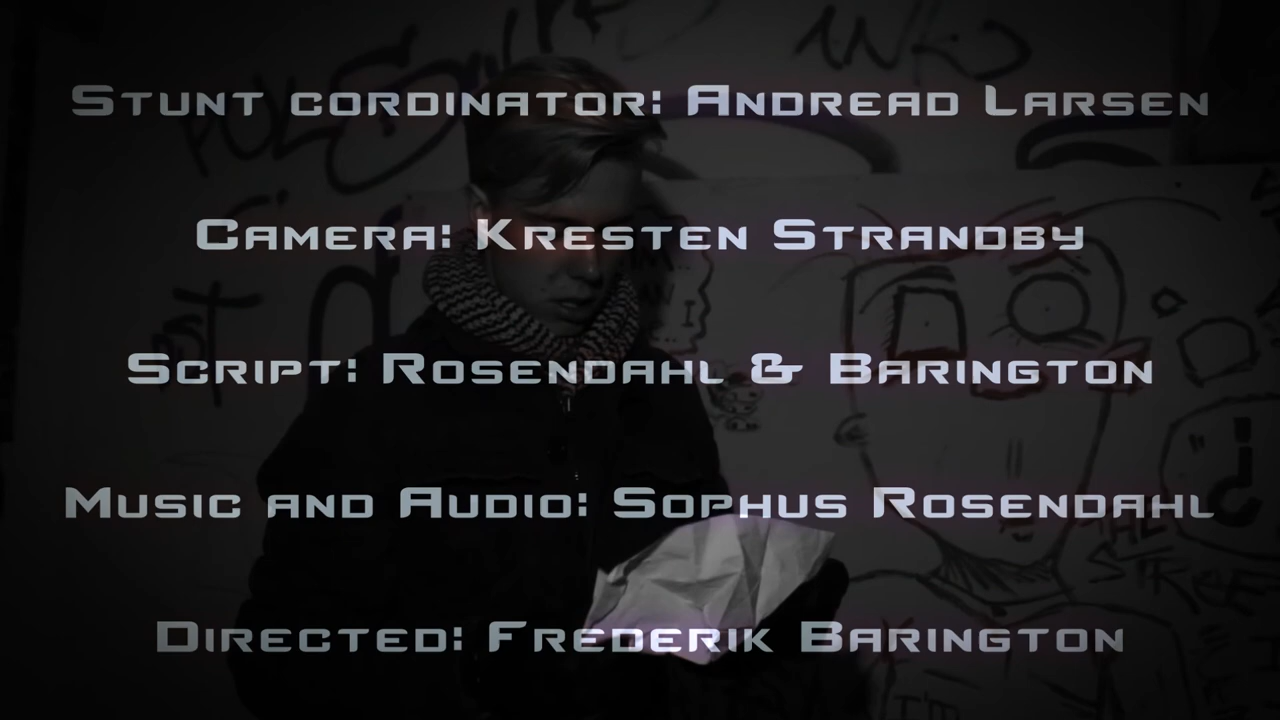 Stunt cordinator: Andread Larsen
Camera: Kresten Strandby
Script: Rosendahl & Barington
Music and Audio: Sophus Rosendahl
Directed: Frederik Barington